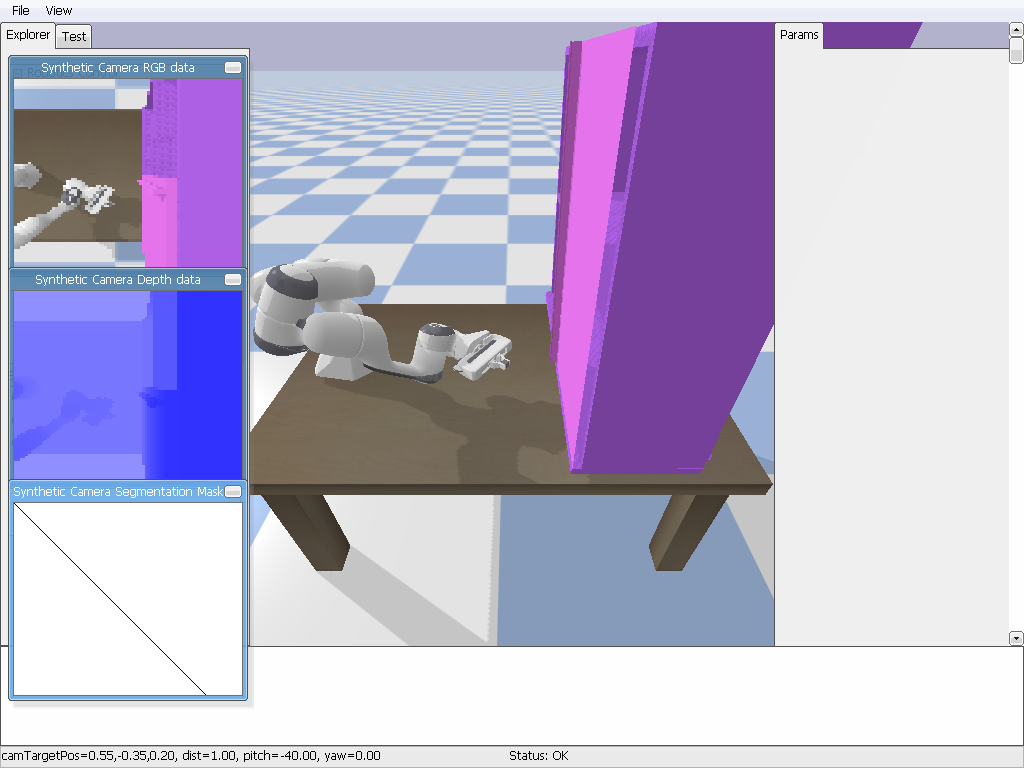 File View
Explorer Test
Params
Synthetic Camera RGB data
Synthetic Camera Depth data
Synthetic Camera Segmentation Mask
camTargetPos=0.55,-0.35,0.20, dist=1.00, pitch=-40.00, yaw=0.00 Status: OK